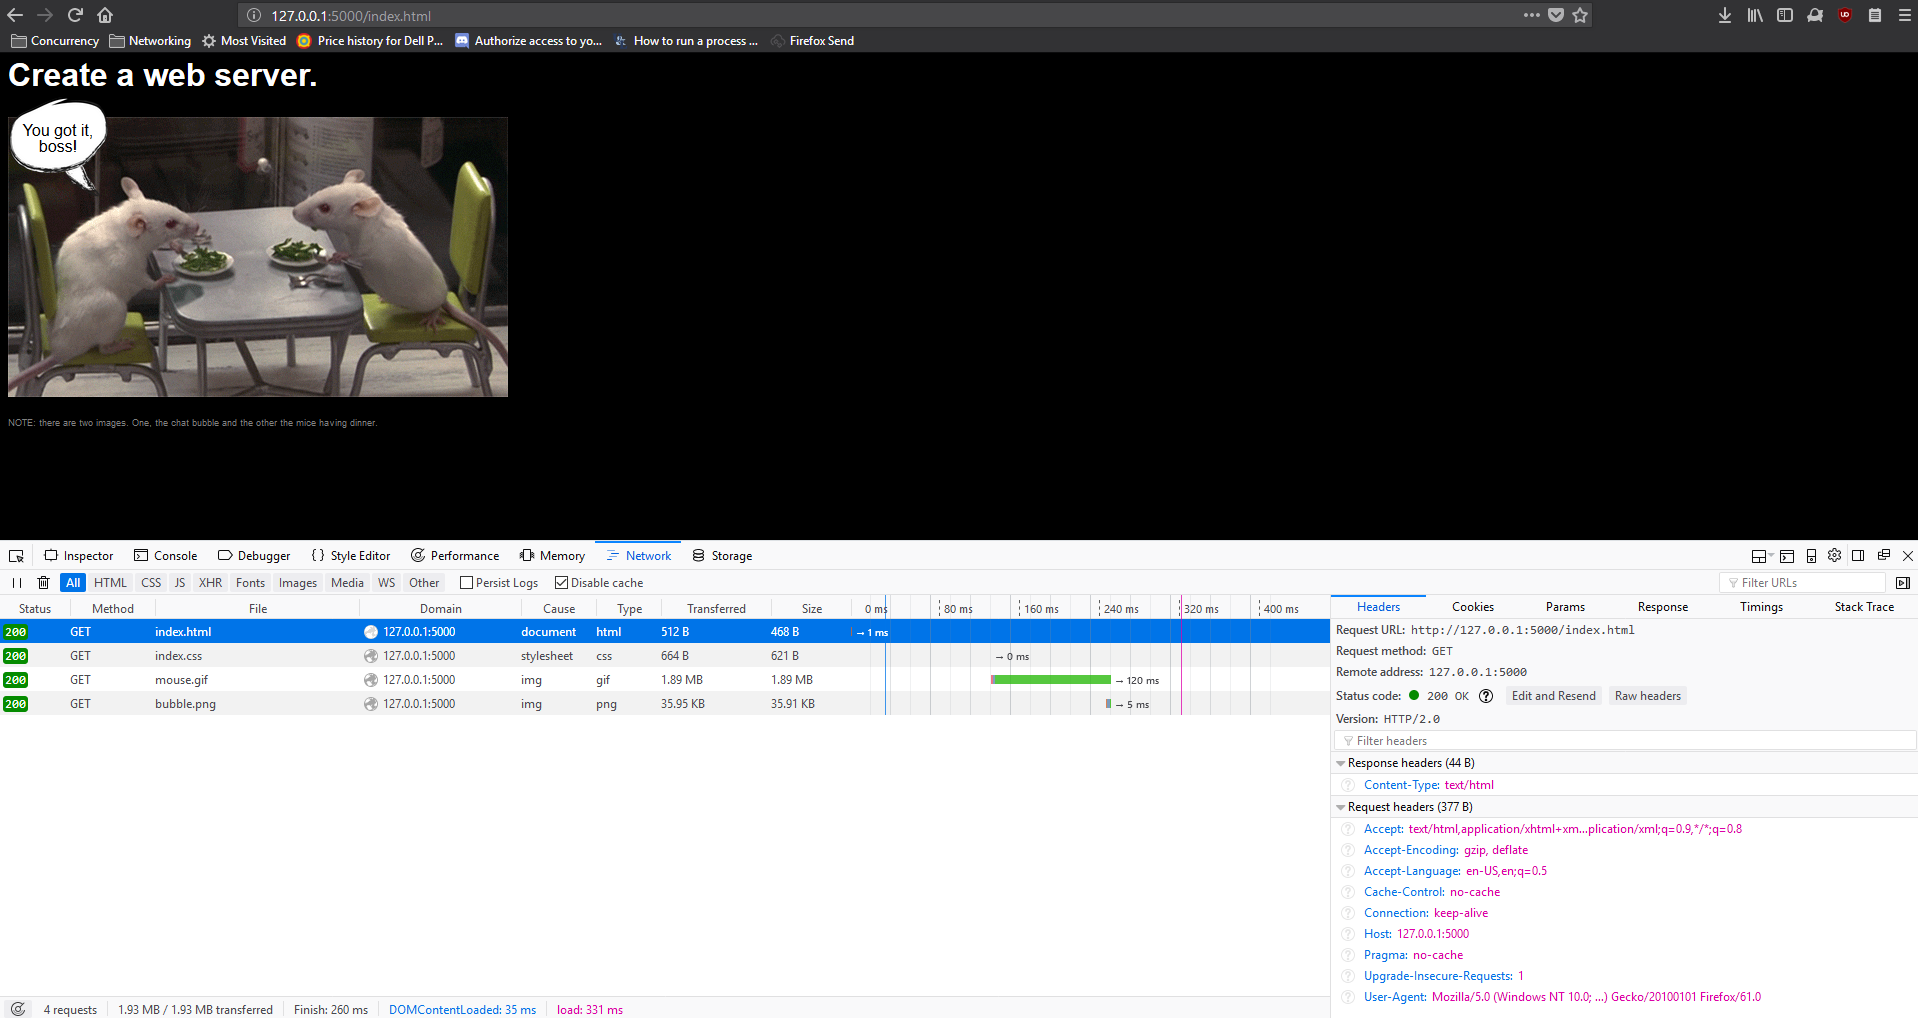 127.0.0.1:5000/index.html
Concurrency Networking Most Visited Price history for Dell P... Authorize access to yo... How to run a process ... Firefox Send
Create a web server.
You got it,
boss!
NOTE: there are two images. One, the chat bubble and the other the mice having dinner.
Inspector Console Debugger {} Style Editor Performance Memory Network Storage
All HTML CSS JS XHR Fonts Images Media WS Other Persist Logs Disable cache Filter URLs
Status Method File Domain Cause Type Transferred Size 0 ms 80 ms 160 ms 240 ms 320 ms 400 ms
200 GET index.html 127.0.0.1:5000 document html 512 B 468 B → 1 ms
200 GET index.css 127.0.0.1:5000 stylesheet css 664 B 621 B → 0 ms
200 GET mouse.gif 127.0.0.1:5000 img gif 1.89 MB 1.89 MB → 120 ms
200 GET bubble.png 127.0.0.1:5000 img png 35.95 KB 35.91 KB → 5 ms
Headers Cookies Params Response Timings Stack Trace
Request URL: http://127.0.0.1:5000/index.html
Request method: GET
Remote address: 127.0.0.1:5000
Status code: 200 OK Edit and Resend Raw headers
Version: HTTP/2.0
Filter headers
Response headers (44 B)
Content-Type: text/html
Request headers (377 B)
Accept: text/html,application/xhtml+xm...plication/xml;q=0.9,*/*;q=0.8
Accept-Encoding: gzip, deflate
Accept-Language: en-US,en;q=0.5
Cache-Control: no-cache
Connection: keep-alive
Host: 127.0.0.1:5000
Pragma: no-cache
Upgrade-Insecure-Requests: 1
User-Agent: Mozilla/5.0 (Windows NT 10.0; ...) Gecko/20100101 Firefox/61.0
4 requests 1.93 MB / 1.93 MB transferred Finish: 260 ms DOMContentLoaded: 35 ms load: 331 ms